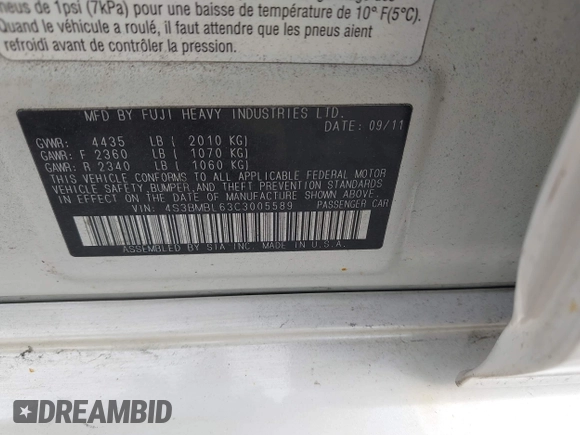 neus de 1psi (7kPa) pour une baisse de température de 10° F(5°C).
Quand le véhicule a roulé, il faut attendre que les pneus aient
refroidi avant de contrôler la pression.
MFD BY FUJI HEAVY INDUSTRIES LTD.
DATE: 09/11
GVWR: 4435 LB ( 2010 KG)
GAWR: F 2360 LB ( 1070 KG)
GAWR: R 2340 LB ( 1060 KG)
THIS VEHICLE CONFORMS TO ALL APPLICABLE FEDERAL MOTOR
VEHICLE SAFETY, BUMPER, AND THEFT PREVENTION STANDARDS
IN EFFECT ON THE DATE OF MANUFACTURE SHOWN ABOVE.
VIN: 4S3BMBL63C3005589 PASSENGER CAR
ASSEMBLED BY SIA INC. MADE IN U.S.A.
DREAMBID